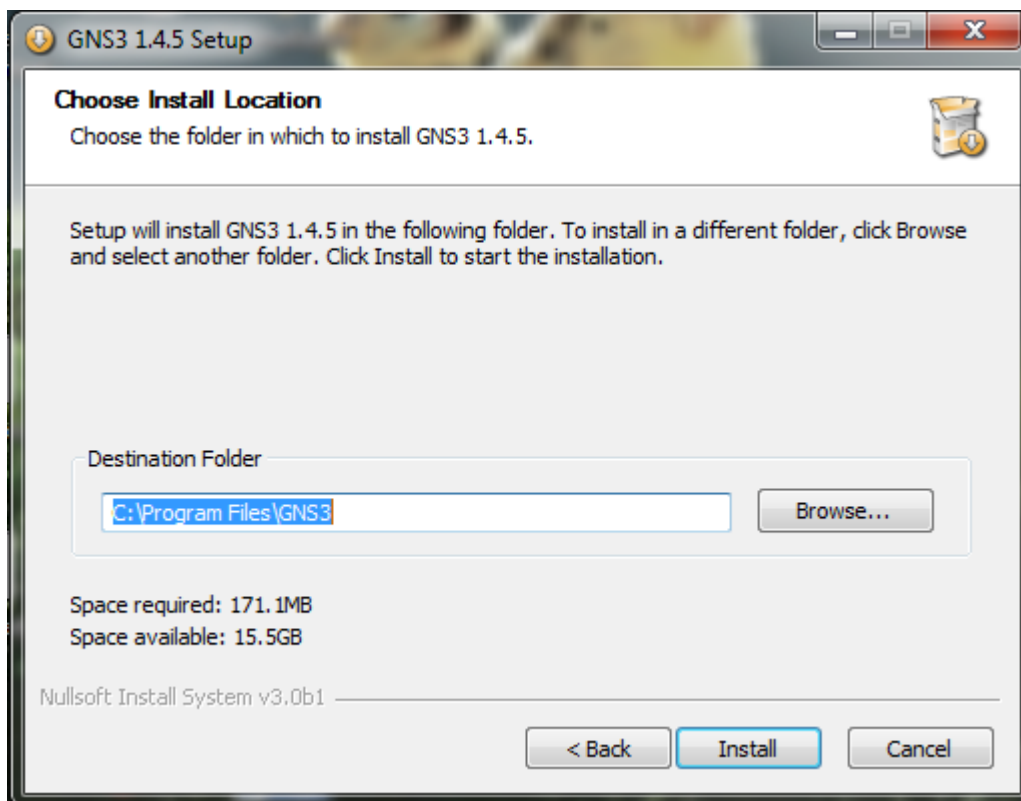 GNS3 1.4.5 Setup
Choose Install Location
Choose the folder in which to install GNS3 1.4.5.
Setup will install GNS3 1.4.5 in the following folder. To install in a different folder, click Browse
and select another folder. Click Install to start the installation.
Destination Folder
C:\Program Files\GNS3
Browse...
Space required: 171.1MB
Space available: 15.5GB
Nullsoft Install System v3.0b1
< Back
Install
Cancel